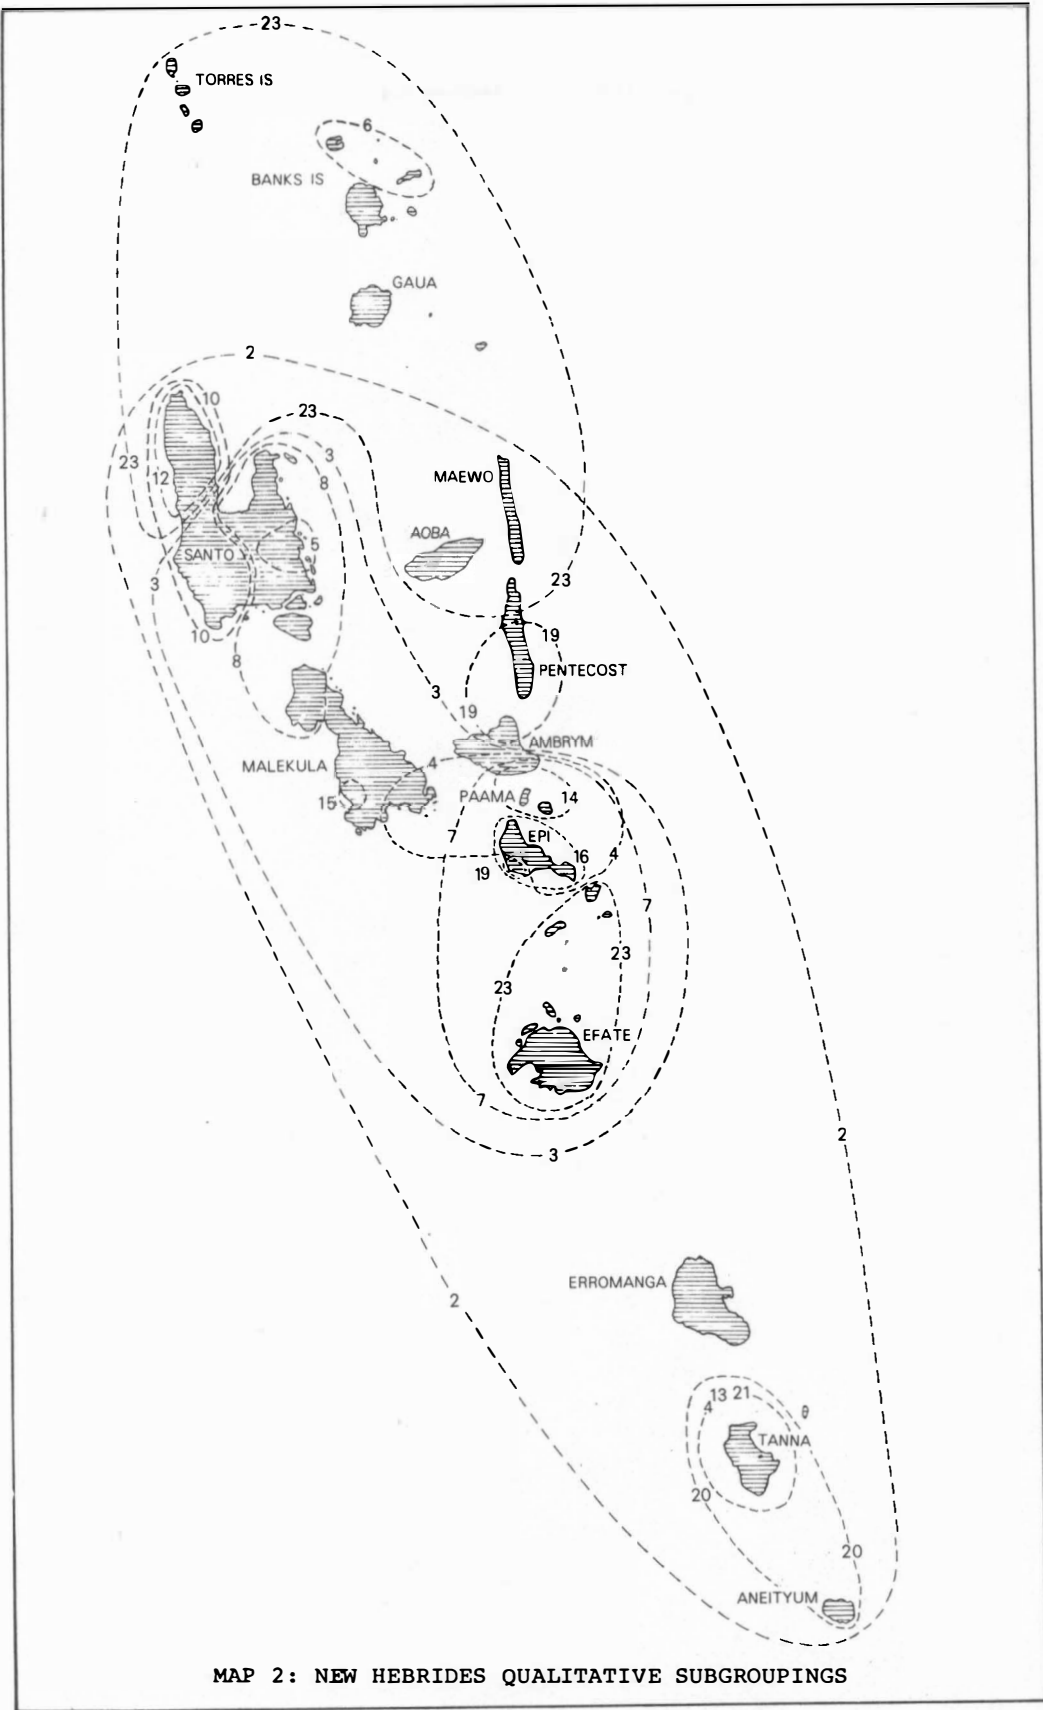 23
TORRES IS
6
BANKS IS
GAUA
2
10
23
3
23
12
8
MAEWO
AOBA
5
SANTO
3
23
10
19
8
PENTECOST
3
19
AMBRYM
MALEKULA
4
15
PAAMA
14
7
EPI
16
4
19
7
23
23
EFATE
7
3
2
ERROMANGA
2
13 21
4
TANNA
20
20
ANEITYUM
MAP 2: NEW HEBRIDES QUALITATIVE SUBGROUPINGS